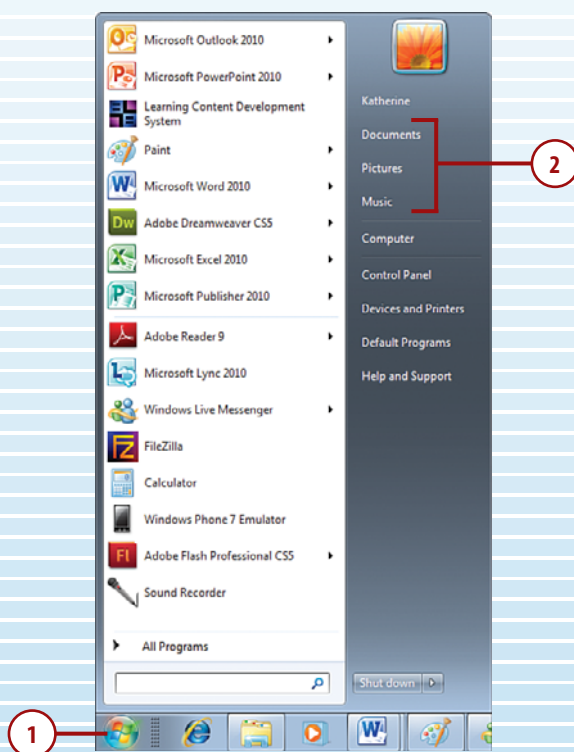 Microsoft Outlook 2010
Microsoft PowerPoint 2010
Learning Content Development
System
Paint
Microsoft Word 2010
Adobe Dreamweaver CS5
Microsoft Excel 2010
Microsoft Publisher 2010
Adobe Reader 9
Microsoft Lync 2010
Windows Live Messenger
FileZilla
Calculator
Windows Phone 7 Emulator
Adobe Flash Professional CS5
Sound Recorder
All Programs
Katherine
Documents
Pictures
Music
2
Computer
Control Panel
Devices and Printers
Default Programs
Help and Support
Shut down
1